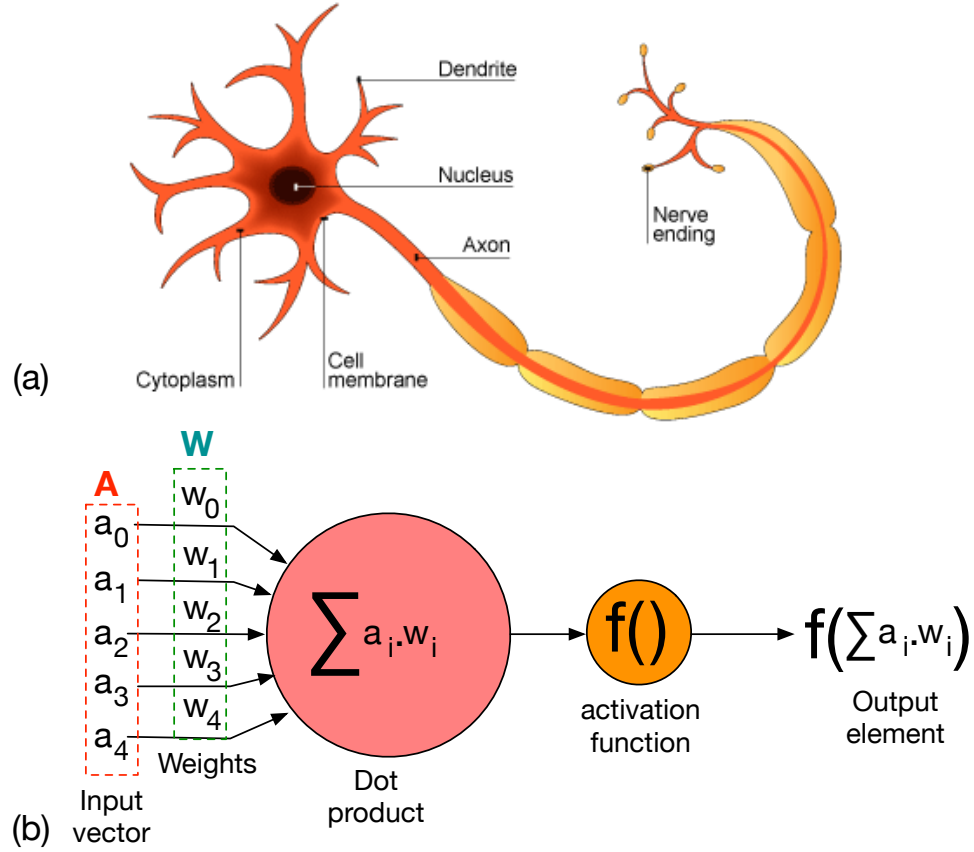 Dendrite
Nucleus
Axon
Nerve
ending
Cytoplasm
Cell
membrane
(a)
W
A
w0
a0
w1
a1
w2
a2
w3
a3
w4
a4
∑ ai.wi
f()
f(∑ ai.wi)
Weights
Input
vector
Dot
product
activation
function
Output
element
(b)